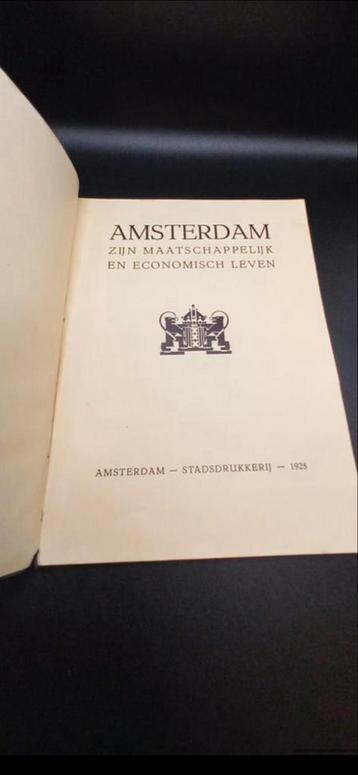 AMSTERDAM
ZIJN MAATSCHAPPELIJK
EN ECONOMISCH LEVEN
AMSTERDAM — STADSDRUKKERIJ — 1928